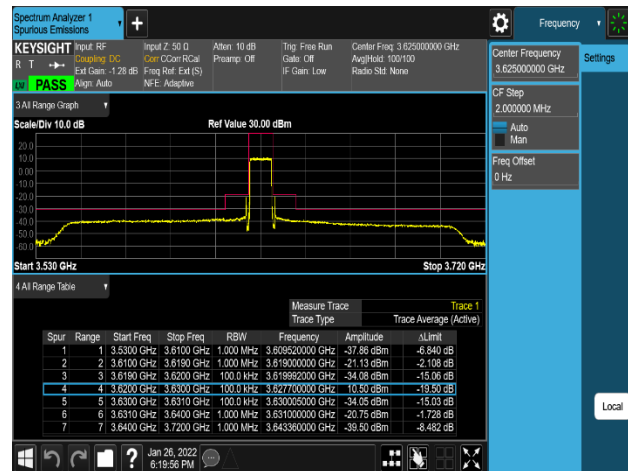 Spectrum Analyzer 1
Spurious Emissions
Frequency
KEYSIGHT
R T
LXI
PASS
Input: RF
Coupling: DC
Ext Gain: -1.28 dB
Align: Auto
Input Z: 50 Ω
Corr CCorr RCal
Freq Ref: Ext (S)
NFE: Adaptive
Atten: 10 dB
Preamp: Off
Trig: Free Run
Gate: Off
IF Gain: Low
Center Freq: 3.625000000 GHz
Avg|Hold: 100/100
Radio Std: None
Center Frequency
3.625000000 GHz
Settings
CF Step
2.000000 MHz
Auto
Man
Freq Offset
0 Hz
3 All Range Graph
Scale/Div 10.0 dB
Ref Value 30.00 dBm
20.0
10.0
0.00
-10.0
-20.0
-30.0
-40.0
-50.0
-60.0
Start 3.530 GHz
Stop 3.720 GHz
4 All Range Table
Measure Trace Trace 1
Trace Type Trace Average (Active)
Spur Range Start Freq Stop Freq RBW Frequency Amplitude ΔLimit
1 1 3.5300 GHz 3.6100 GHz 1.000 MHz 3.609520000 GHz -37.86 dBm -6.840 dB
2 2 3.6100 GHz 3.6190 GHz 1.000 MHz 3.619000000 GHz -21.13 dBm -2.108 dB
3 3 3.6190 GHz 3.6200 GHz 100.0 kHz 3.619992000 GHz -34.08 dBm -15.06 dB
4 4 3.6200 GHz 3.6300 GHz 100.0 kHz 3.627700000 GHz 10.50 dBm -19.50 dB
5 5 3.6300 GHz 3.6310 GHz 100.0 kHz 3.630005000 GHz -34.05 dBm -15.03 dB
6 6 3.6310 GHz 3.6400 GHz 1.000 MHz 3.631000000 GHz -20.75 dBm -1.728 dB
7 7 3.6400 GHz 3.7200 GHz 1.000 MHz 3.643360000 GHz -39.50 dBm -8.482 dB
Local
?
Jan 26, 2022
6:19:56 PM